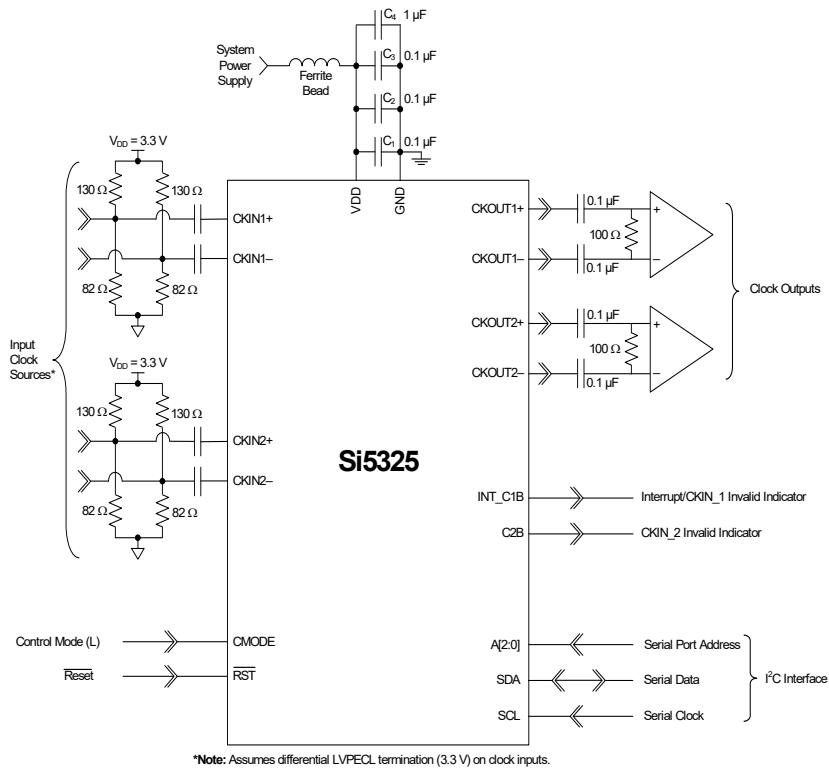 C4 1 µF
System
Power
Supply
C3 0.1 µF
Ferrite
Bead
C2 0.1 µF
C1 0.1 µF
VDD = 3.3 V
130 Ω 130 Ω
VDD
GND
CKIN1+
CKIN1–
82 Ω 82 Ω
CKOUT1+
0.1 µF
+
100 Ω
CKOUT1–
–
0.1 µF
Clock Outputs
CKOUT2+
0.1 µF
+
100 Ω
CKOUT2–
–
0.1 µF
Input
Clock
Sources*
VDD = 3.3 V
130 Ω 130 Ω
CKIN2+
CKIN2–
82 Ω 82 Ω
Si5325
INT_C1B Interrupt/CKIN_1 Invalid Indicator
C2B CKIN_2 Invalid Indicator
Control Mode (L) CMODE
Reset RST
A[2:0] Serial Port Address
SDA Serial Data
I2C Interface
SCL Serial Clock
*Note: Assumes differential LVPECL termination (3.3 V) on clock inputs.